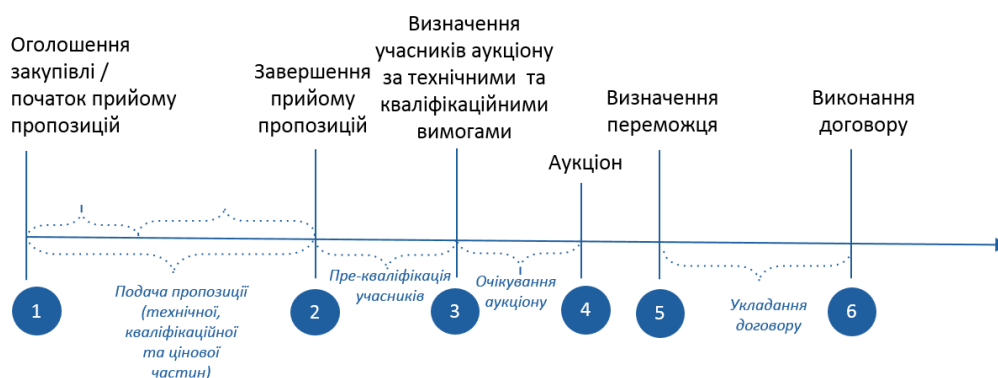 Оголошення
закупівлі /
початок прийому
пропозицій
Завершення
прийому
пропозицій
Визначення
учасників аукціону
за технічними та
кваліфікаційними
вимогами
Аукціон
Визначення
переможця
Виконання
договору
1
Подача пропозиції
(технічної,
кваліфікаційної
та цінової
частин)
2
Пре-кваліфікація
учасників
3
Очікування
аукціону
4
5
Укладання
договору
6